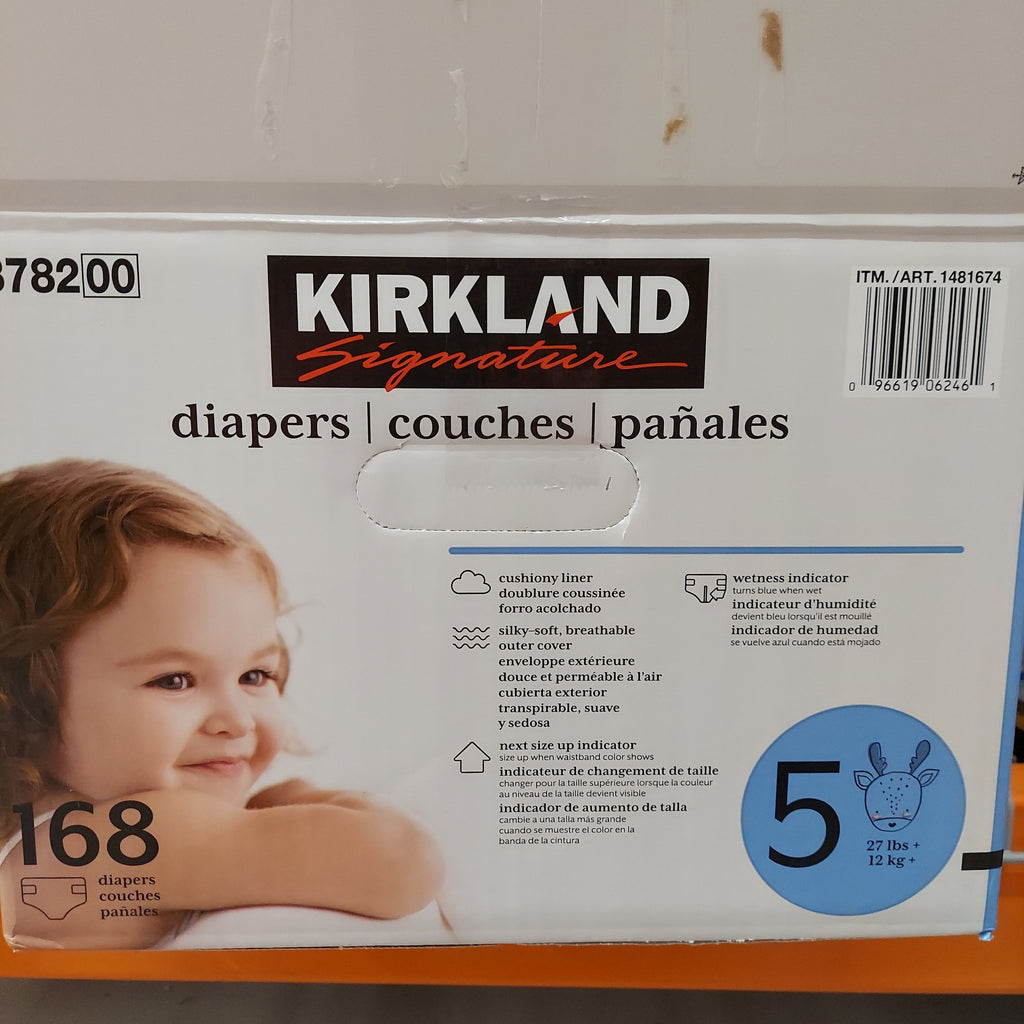 78200
KIRKLAND
Signature
ITM. /ART. 1481674
0 96619 06246 1
diapers | couches | pañales
cushiony liner
doublure coussinée
forro acolchado
silky-soft, breathable
outer cover
enveloppe extérieure
douce et perméable à l'air
cubierta exterior
transpirable, suave
y sedosa
next size up indicator
size up when waistband color shows
indicateur de changement de taille
changer pour la taille supérieure lorsque la couleur
au niveau de la taille devient visible
indicador de aumento de talla
cambie a una talla más grande
cuando se muestre el color en la
banda de la cintura
wetness indicator
turns blue when wet
indicateur d'humidité
devient bleu lorsqu'il est mouillé
indicador de humedad
se vuelve azul cuando está mojado
168
diapers
couches
pañales
5
27 lbs +
12 kg +